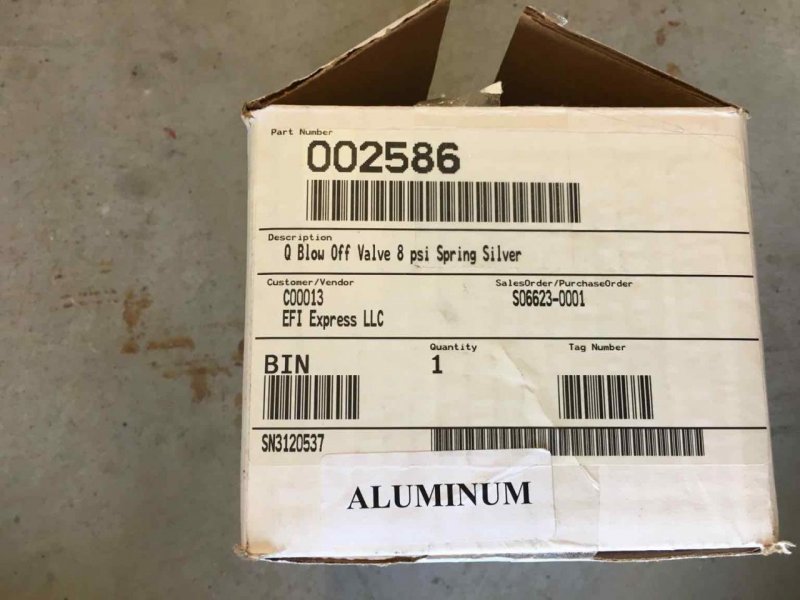 Part Number
002586
Description
Q Blow Off Valve 8 psi Spring Silver
Customer/Vendor
SalesOrder/PurchaseOrder
C00013
SO6623-0001
EFI Express LLC
Quantity
Tag Number
BIN
1
SN3120537
ALUMINUM